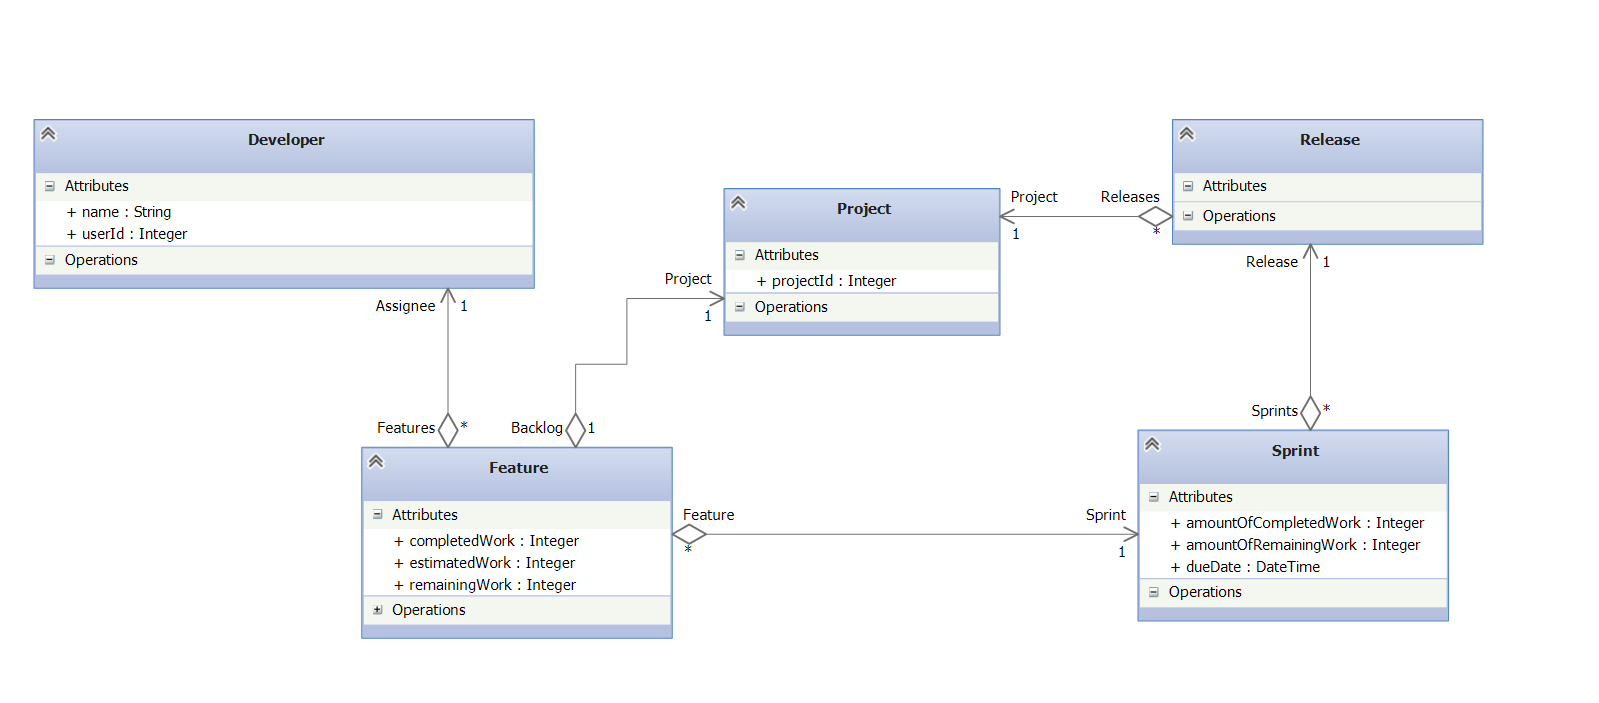 Developer
Attributes
+ name : String
+ userId : Integer
Operations
Assignee 1
Features *
Project
Attributes
+ projectId : Integer
Operations
Project
1
Backlog 1
Project
1
Releases
*
Release
Attributes
Operations
Release 1
Sprints *
Feature
Attributes
+ completedWork : Integer
+ estimatedWork : Integer
+ remainingWork : Integer
Operations
Feature
*
Sprint
1
Sprint
Attributes
+ amountOfCompletedWork : Integer
+ amountOfRemainingWork : Integer
+ dueDate : DateTime
Operations